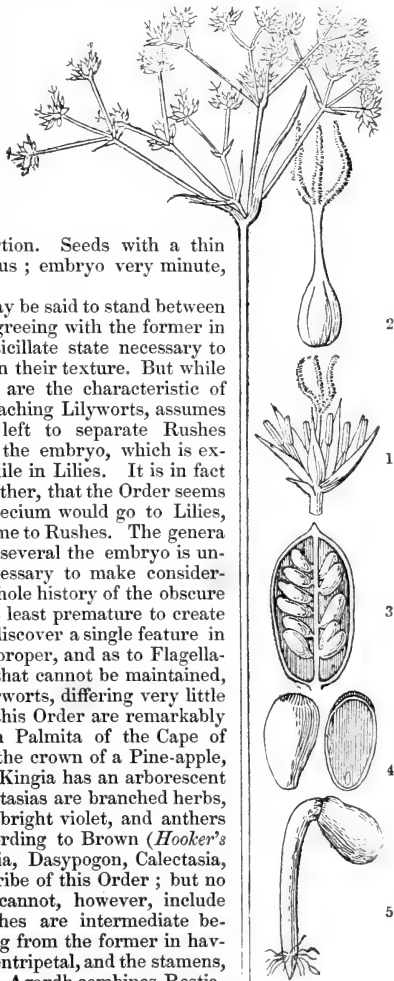 tion. Seeds with a thin
us ; embryo very minute,
ay be said to stand between
greeing with the former in
icillate state necessary to
n their texture. But while
are the characteristic of
aching Lilyworts, assumes
left to separate Rushes
the embryo, which is ex-
ile in Lilies. It is in fact
ther, that the Order seems
ecium would go to Lilies,
me to Rushes. The genera
several the embryo is un-
essary to make consider-
hole history of the obscure
least premature to create
liscover a single feature in
proper, and as to Flagella-
that cannot be maintained,
rworts, differing very little
his Order are remarkably
n Palmita of the Cape of
the crown of a Pine-apple,
Kingia has an arborescent
tasias are branched herbs,
bright violet, and anthers
ording to Brown (Hooker's
ia, Dasypogon, Calectasia,
ribe of this Order ; but no
cannot, however, include
hes are intermediate be-
g from the former in hav-
entripetal, and the stamens,
Agardh combines Restia-
2
1
3
4
5